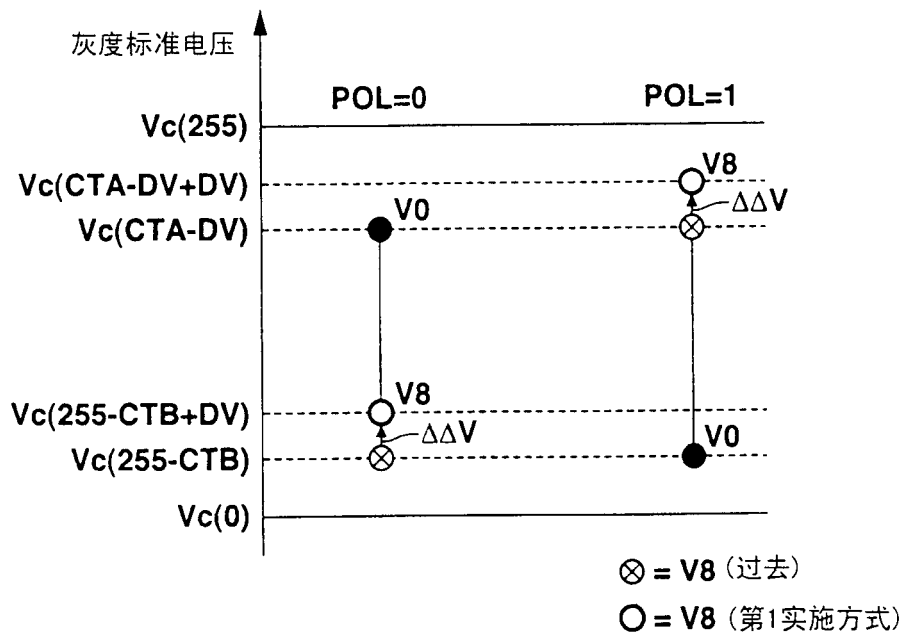 灰度标准电压
POL=0
POL=1
Vc(255)
Vc(CTA-DV+DV)
V8
ΔΔV
Vc(CTA-DV)
V0
Vc(255-CTB+DV)
V8
ΔΔV
Vc(255-CTB)
V0
Vc(0)
= V8 (过去)
= V8 (第1实施方式)